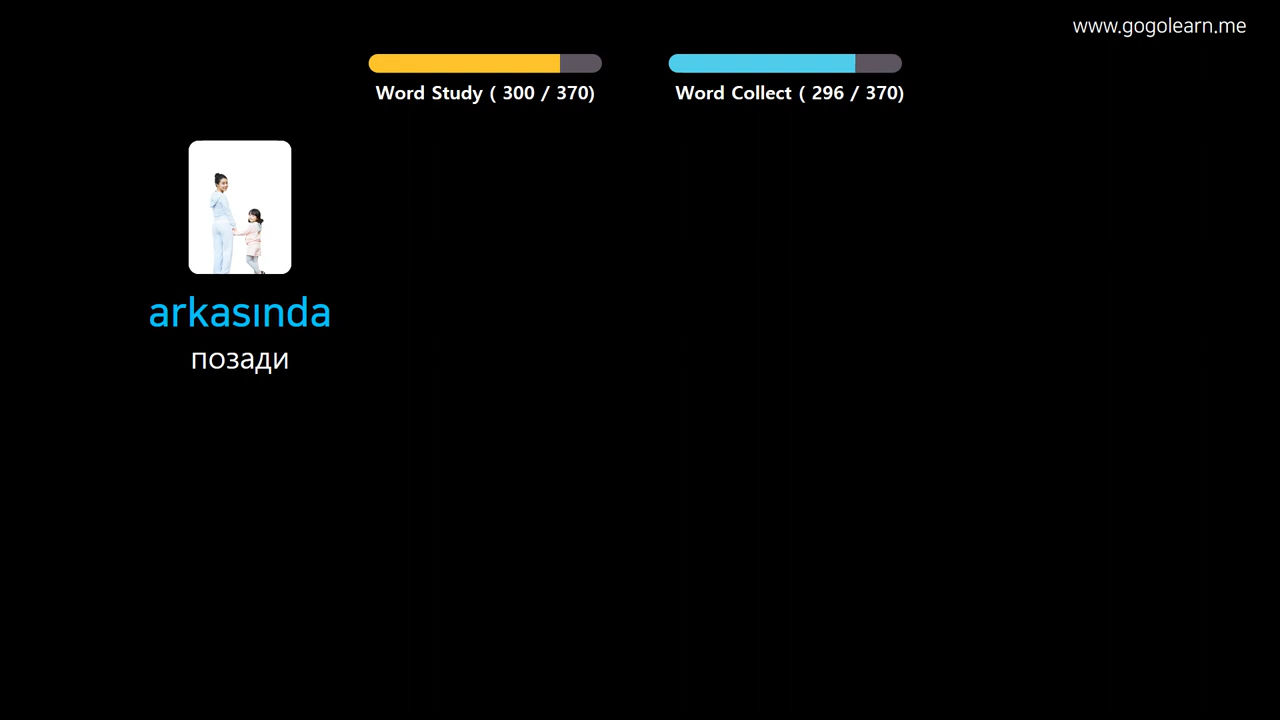 www.gogolearn.me
Word Study ( 300 / 370)
Word Collect ( 296 / 370)
arkasında
позади